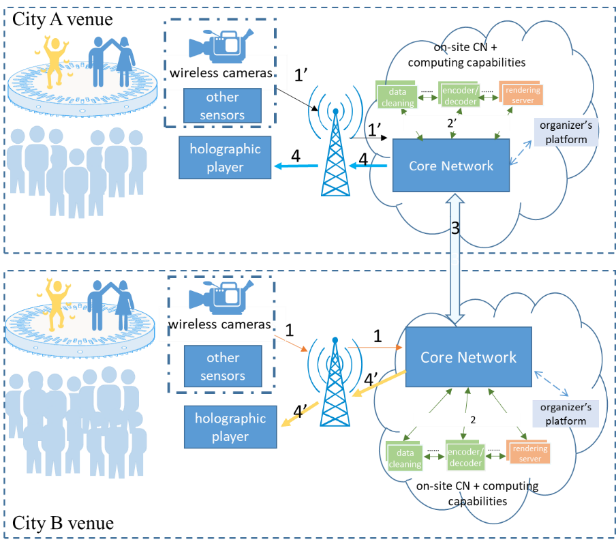 City A venue
wireless cameras
other
sensors
holographic
player
1’
1’
4
4
on-site CN +
computing capabilities
data
cleaning
......
encoder/
decoder
......
rendering
server
2’
Core Network
organizer’s
platform
3
City B venue
wireless cameras
other
sensors
holographic
player
1
1
4’
4’
Core Network
organizer’s
platform
2
data
cleaning
......
encoder/
decoder
......
rendering
server
on-site CN + computing
capabilities